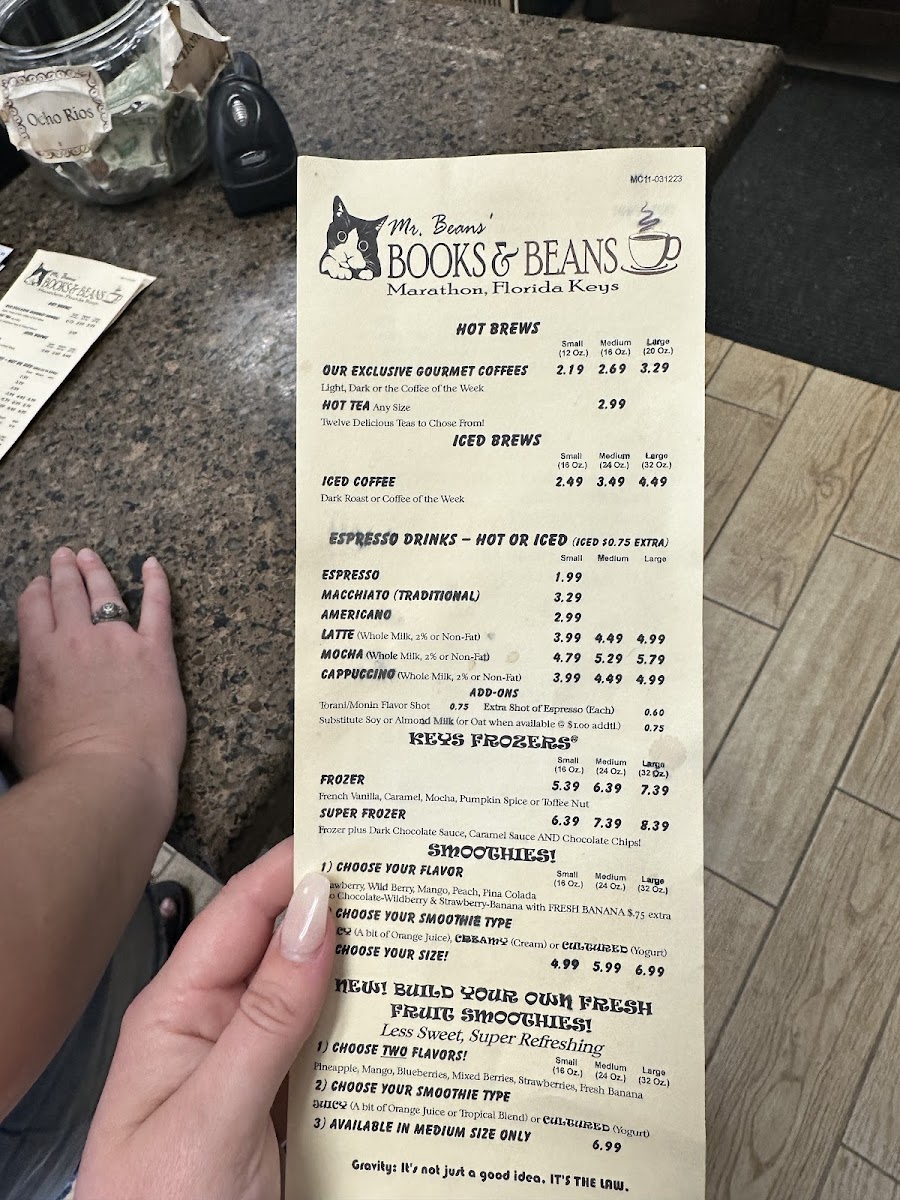 Ocho Rios
MC11-031223
Mr. Beans'
BOOKS & BEANS
Marathon, Florida Keys
HOT BREWS
Small Medium Large
(12 Oz.) (16 Oz.) (20 Oz.)
OUR EXCLUSIVE GOURMET COFFEES 2.19 2.69 3.29
Light, Dark or the Coffee of the Week
HOT TEA Any Size 2.99
Twelve Delicious Teas to Chose From!
ICED BREWS
Small Medium Large
(16 Oz.) (24 Oz.) (32 Oz.)
ICED COFFEE 2.49 3.49 4.49
Dark Roast or Coffee of the Week
ESPRESSO DRINKS – HOT OR ICED (ICED $0.75 EXTRA)
Small Medium Large
ESPRESSO 1.99
MACCHIATO (TRADITIONAL) 3.29
AMERICANO 2.99
LATTE (Whole Milk, 2% or Non-Fat) 3.99 4.49 4.99
MOCHA (Whole Milk, 2% or Non-Fat) 4.79 5.29 5.79
CAPPUCCINO (Whole Milk, 2% or Non-Fat) 3.99 4.49 4.99
ADD-ONS
Torani/Monin Flavor Shot 0.75 Extra Shot of Espresso (Each) 0.60
Substitute Soy or Almond Milk (or Oat when available @ $1.00 addtl.) 0.75
KEYS FROZERS®
Small Medium Large
(16 Oz.) (24 Oz.) (32 Oz.)
FROZER 5.39 6.39 7.39
French Vanilla, Caramel, Mocha, Pumpkin Spice or Toffee Nut
SUPER FROZER 6.39 7.39 8.39
Frozer plus Dark Chocolate Sauce, Caramel Sauce AND Chocolate Chips!
SMOOTHIES!
1) CHOOSE YOUR FLAVOR Small Medium Large
(16 Oz.) (24 Oz.) (32 Oz.)
Wild Berry, Mango, Peach, Pina Colada
Chocolate-Wildberry & Strawberry-Banana with FRESH BANANA $.75 extra
CHOOSE YOUR SMOOTHIE TYPE
(A bit of Orange Juice), CREAMY (Cream) or CULTURED (Yogurt)
CHOOSE YOUR SIZE! 4.99 5.99 6.99
NEW! BUILD YOUR OWN FRESH
FRUIT SMOOTHIES!
Less Sweet, Super Refreshing
1) CHOOSE TWO FLAVORS! Small Medium Large
(16 Oz.) (24 Oz.) (32 Oz.)
Pineapple, Mango, Blueberries, Mixed Berries, Strawberries, Fresh Banana
2) CHOOSE YOUR SMOOTHIE TYPE
JUICY (A bit of Orange Juice or Tropical Blend) or CULTURED (Yogurt)
3) AVAILABLE IN MEDIUM SIZE ONLY 6.99
Gravity: It's not just a good idea. IT'S THE LAW.
Mr. Beans'
BOOKS & BEANS
Marathon, Florida Keys